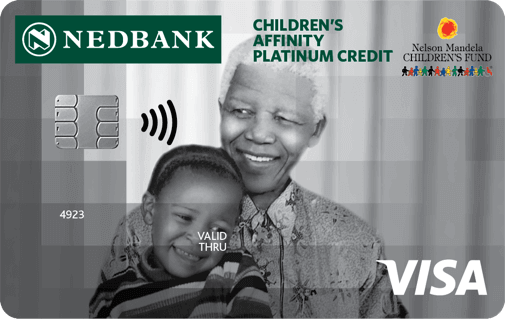 NEDBANK
CHILDREN'S
AFFINITY
PLATINUM CREDIT
Nelson Mandela
CHILDREN'S FUND
4923
VALID
THRU
VISA